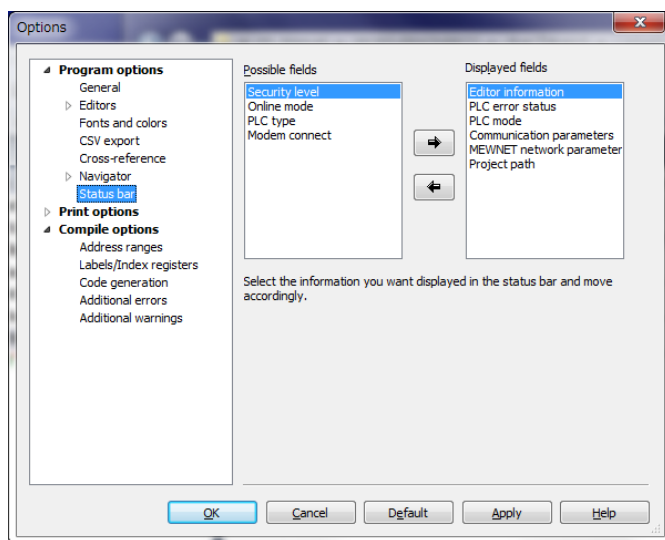 Options
Program options
General
Editors
Fonts and colors
CSV export
Cross-reference
Navigator
Status bar
Print options
Compile options
Address ranges
Labels/Index registers
Code generation
Additional errors
Additional warnings
Possible fields
Security level
Online mode
PLC type
Modem connect
Displayed fields
Editor information
PLC error status
PLC mode
Communication parameters
MEWNET network parameter
Project path
Select the information you want displayed in the status bar and move
accordingly.
OK
Cancel
Default
Apply
Help